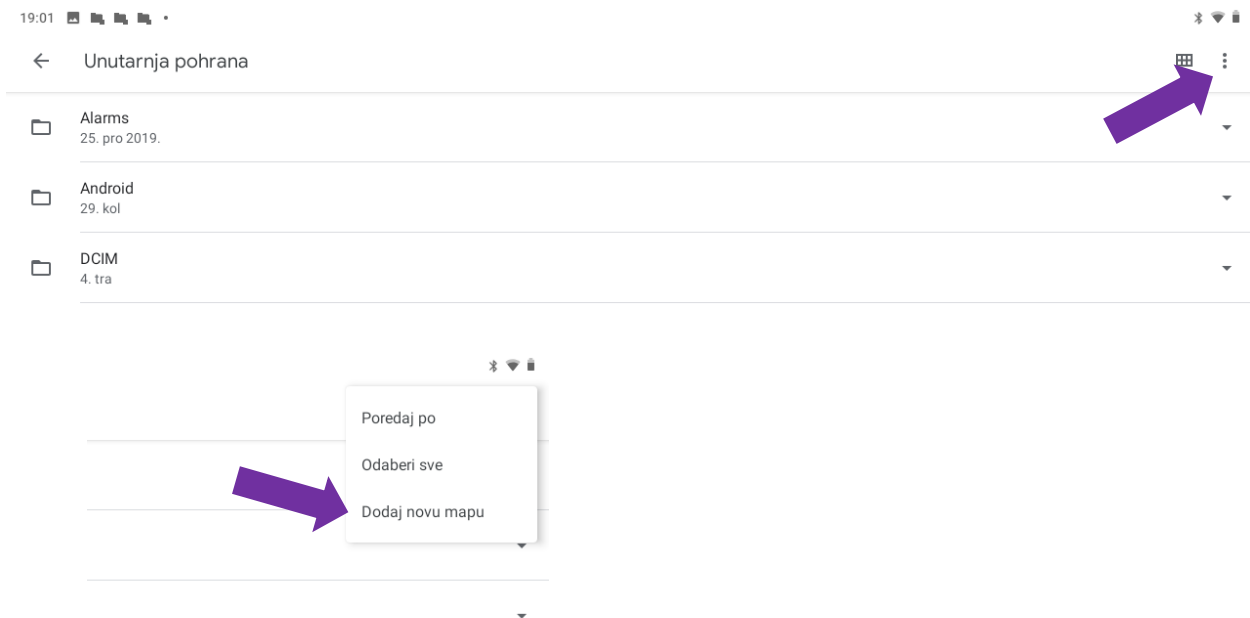 19:01
Unutarnja pohrana
Alarms
25. pro 2019.
Android
29. kol
DCIM
4. tra
Poredaj po
Odaberi sve
Dodaj novu mapu